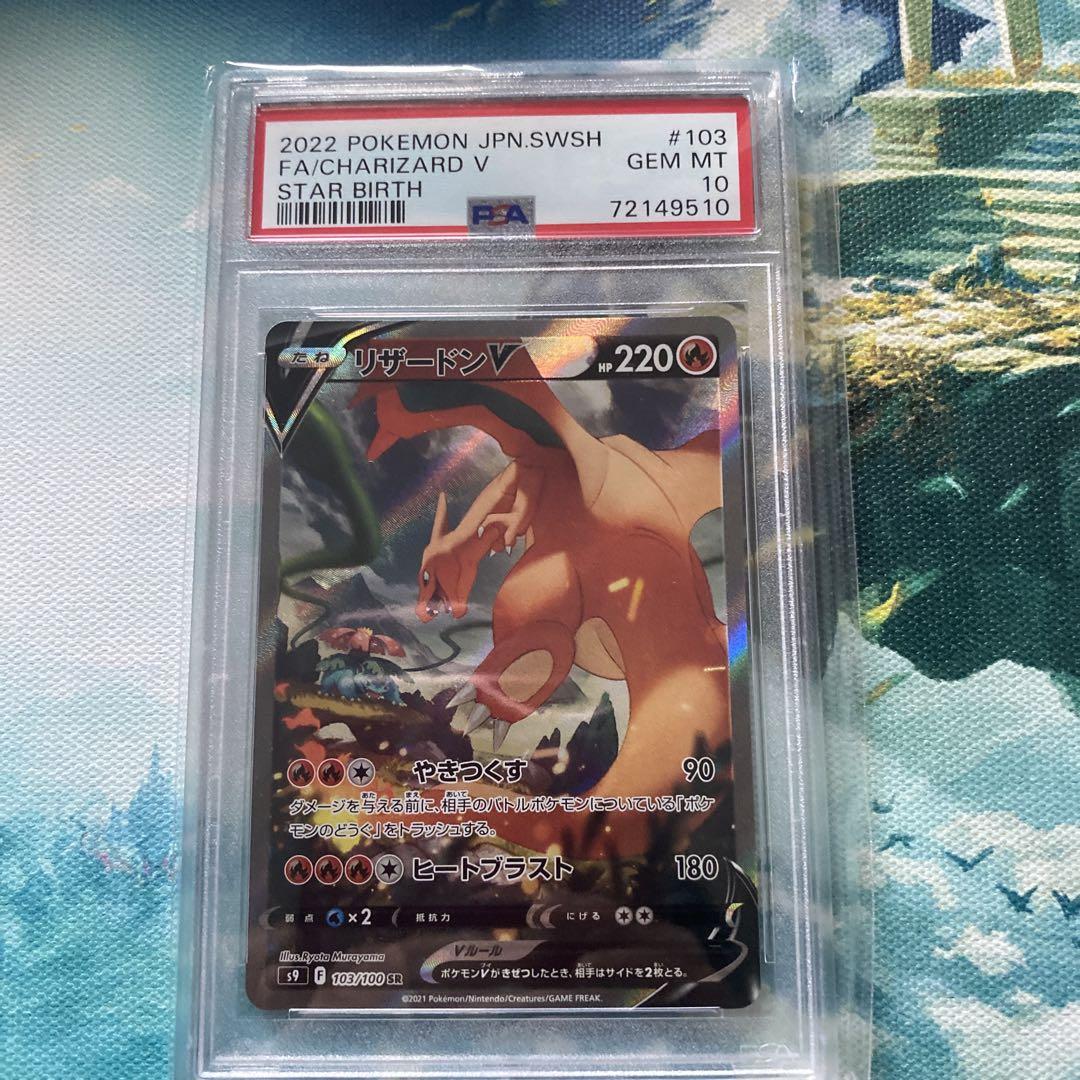 2022 POKEMON JPN.SWSH #103
FA/CHARIZARD V GEM MT
STAR BIRTH 10
PSA 72149510
たね リザードンV HP220
やきつくす 90
ダメージを与える前に、相手のバトルポケモンについている「ポケ
モンのどうぐ」をトラッシュする。
ヒートブラスト 180
弱点 ×2 抵抗力 にげる
Vルール
ポケモンVがきぜつしたとき、相手はサイドを2枚とる。
Illus.Ryota Murayama
s9 F 103/100 SR
©2021 Pokémon/Nintendo/Creatures/GAME FREAK.